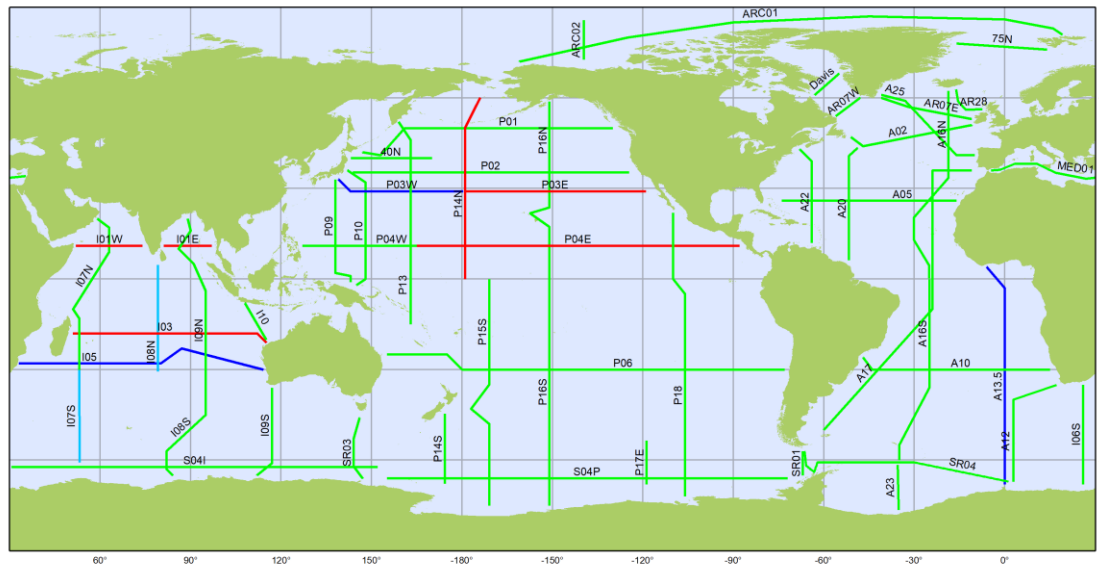 ARC01
ARC02
75N
Davis
A25
AR07W
AR07E
AR28
P01
P16N
A02
A16N
40N
P02
MED01
P03W
P03E
A05
P14N
A22
A20
P09
P10
I01W
I01E
P04W
P04E
I07N
P13
I10
P15S
A16S
I03
I09N
I08N
I05
P06
A17
A10
P16S
P18
A13.5
I07S
I08S
I09S
SR03
P14S
P17E
A12
I06S
S04I
S04P
SR01
SR04
A23
60° 90° 120° 150° -180° -150° -120° -90° -60° -30° 0°